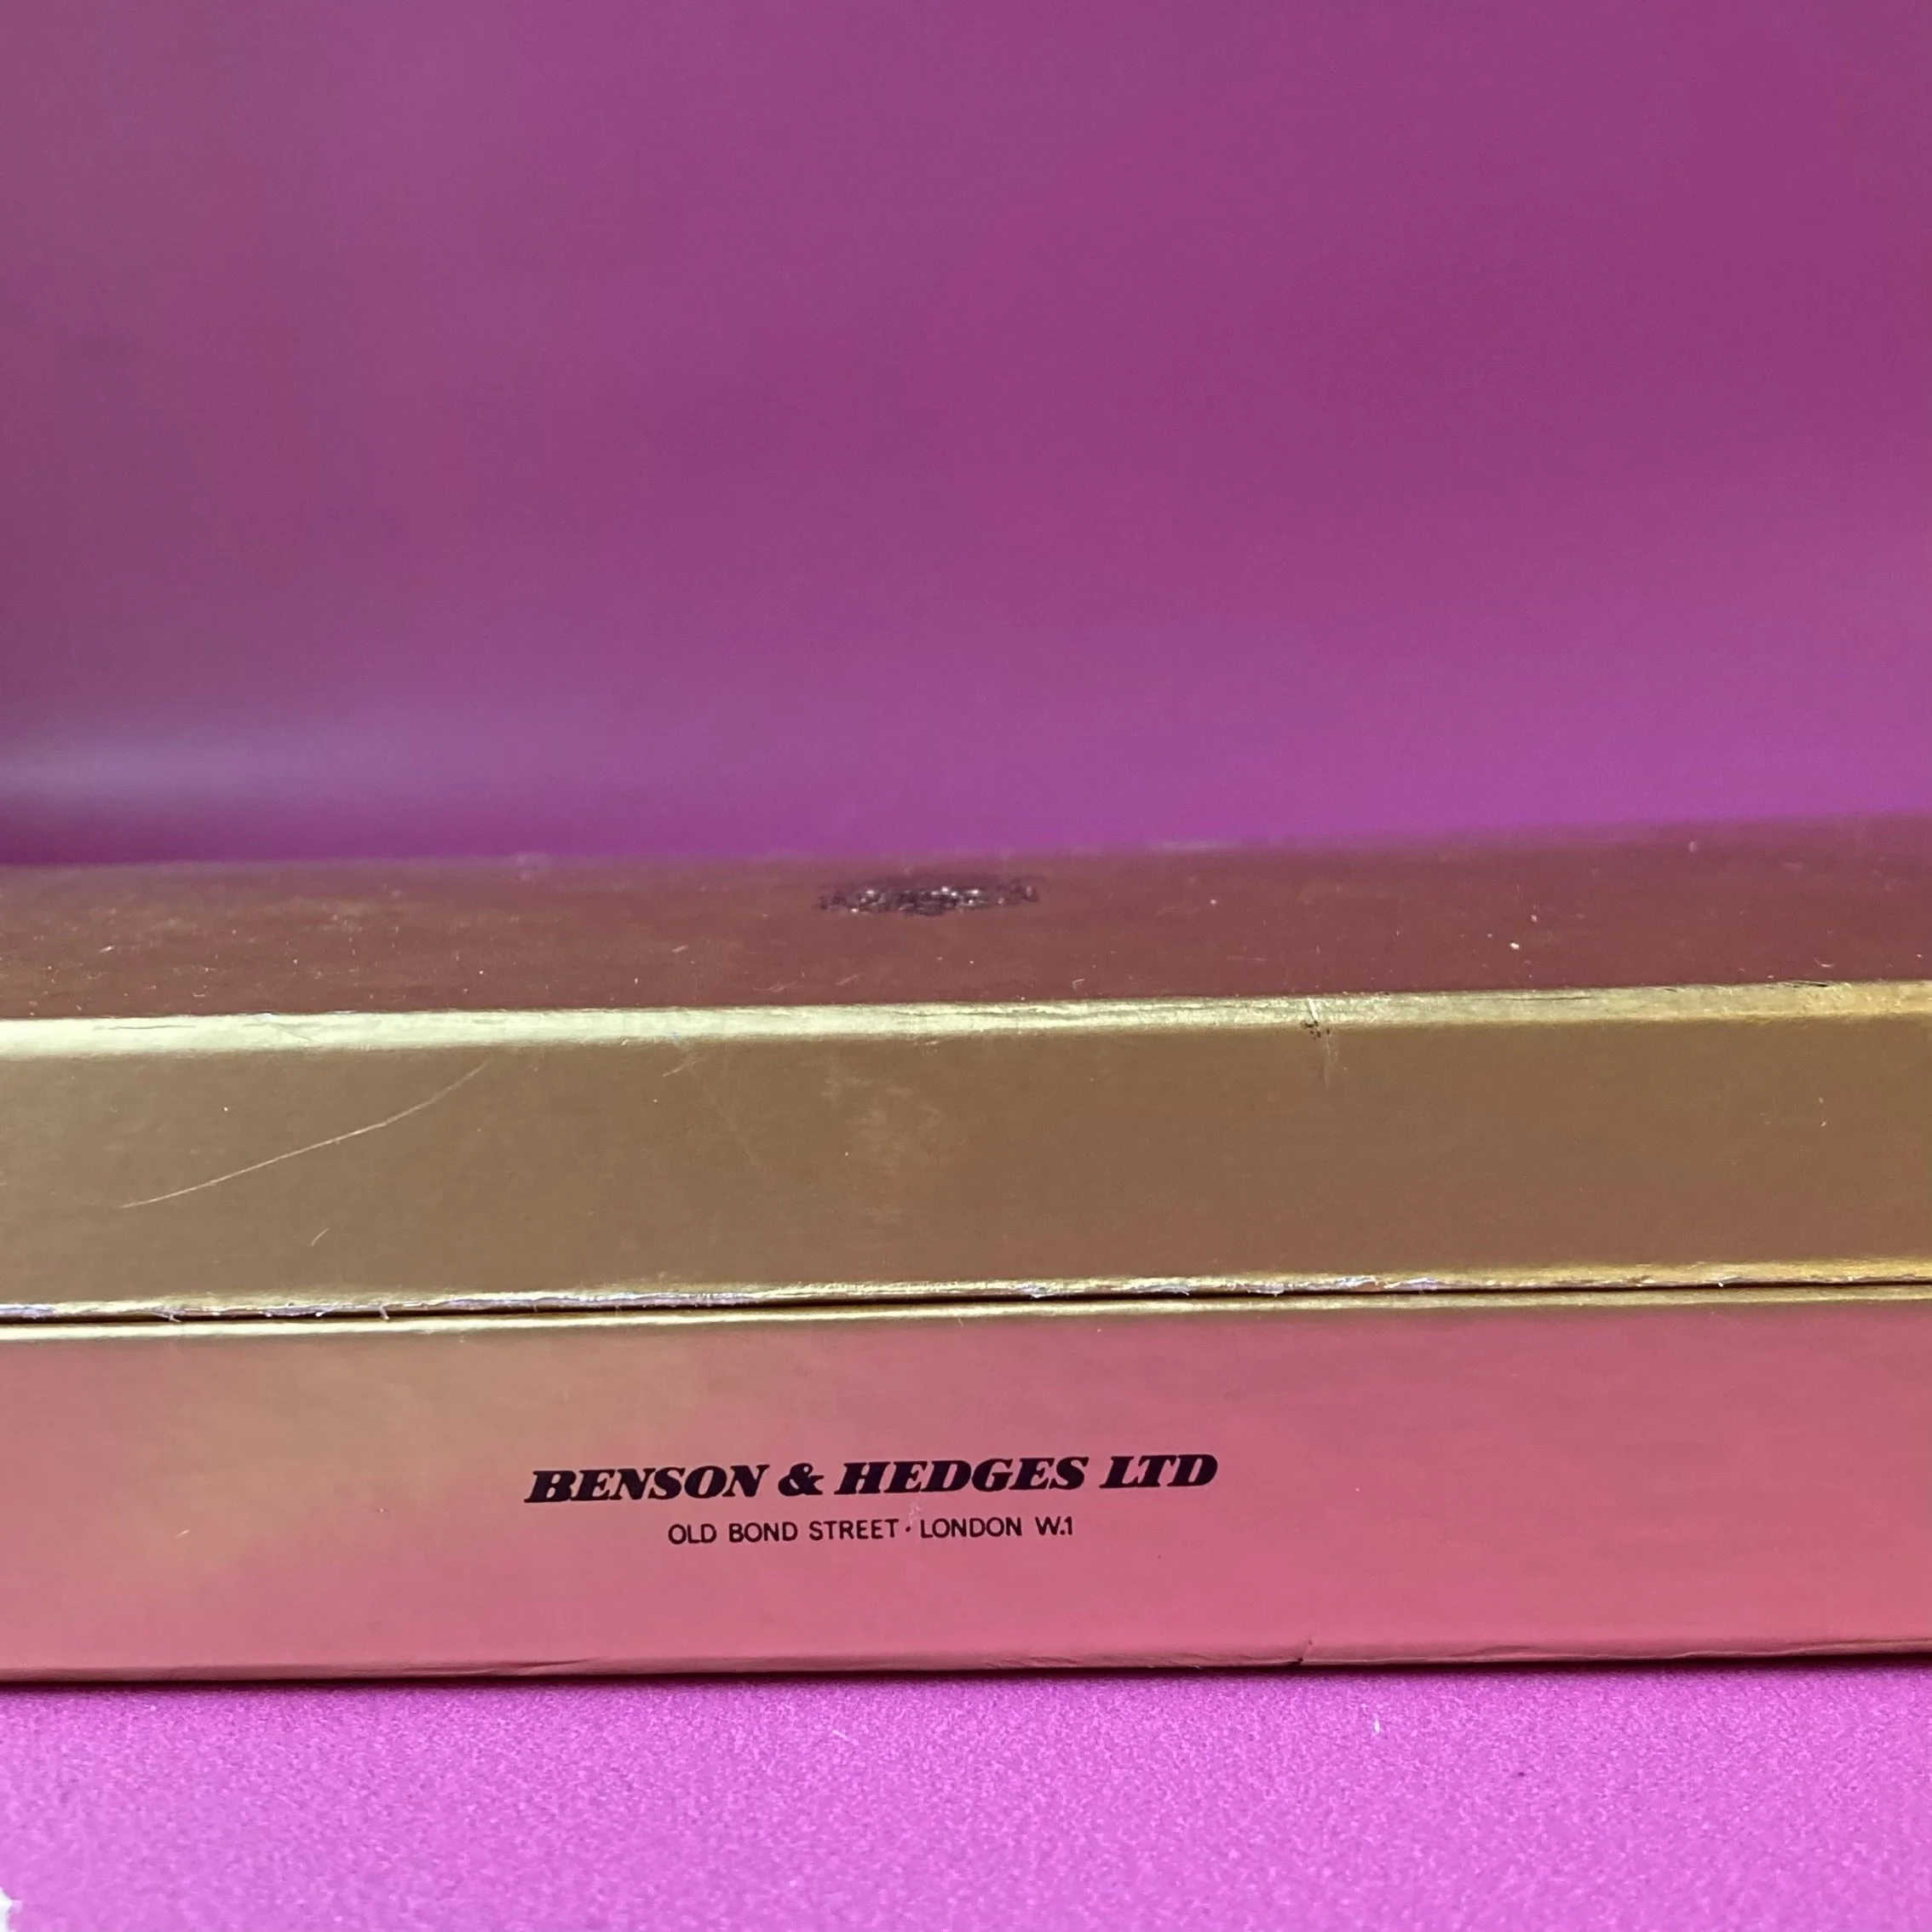 BENSON & HEDGES LTD
OLD BOND STREET · LONDON W.1